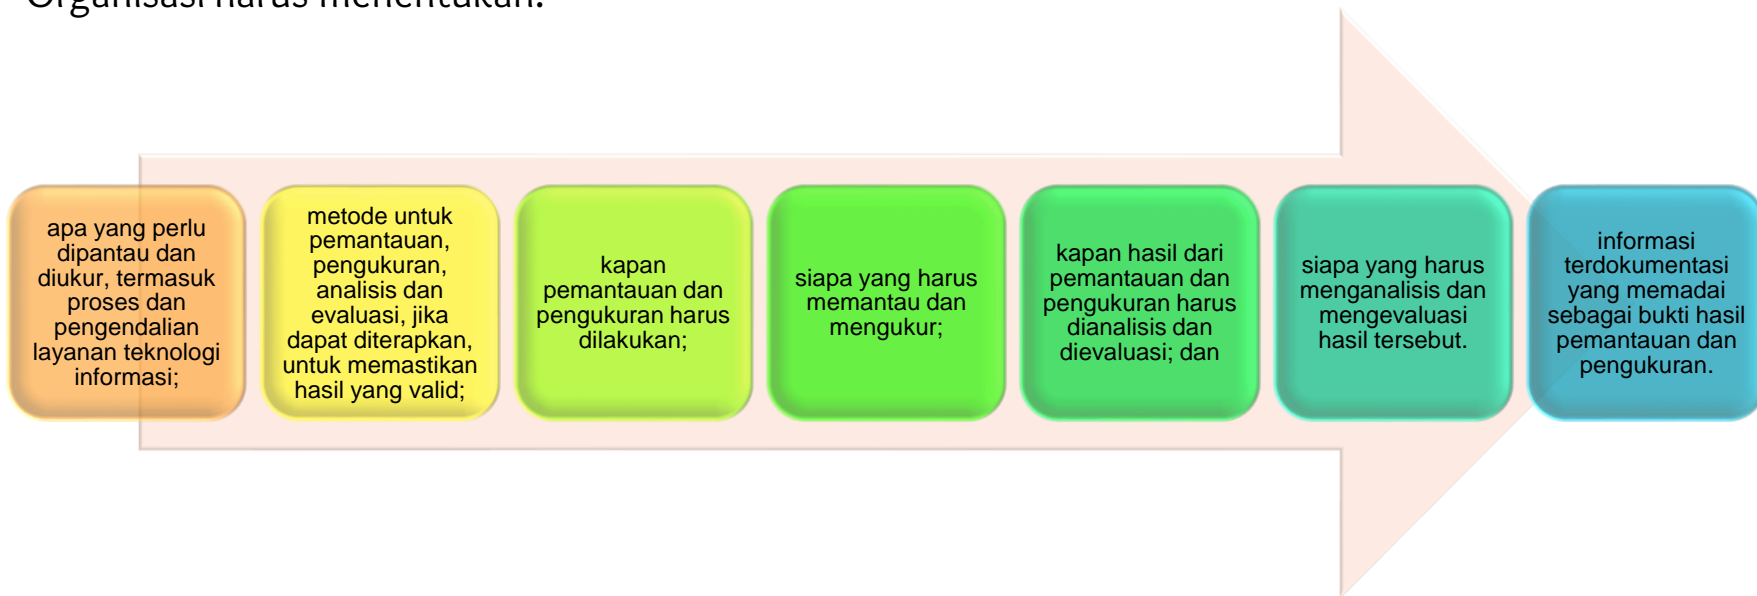 Organisasi harus menentukan:
apa yang perlu
dipantau dan
diukur, termasuk
proses dan
pengendalian
layanan teknologi
informasi;
metode untuk
pemantauan,
pengukuran,
analisis dan
evaluasi, jika
dapat diterapkan,
untuk memastikan
hasil yang valid;
kapan
pemantauan dan
pengukuran harus
dilakukan;
siapa yang harus
memantau dan
mengukur;
kapan hasil dari
pemantauan dan
pengukuran harus
dianalisis dan
dievaluasi; dan
siapa yang harus
menganalisis dan
mengevaluasi
hasil tersebut.
informasi
terdokumentasi
yang memadai
sebagai bukti hasil
pemantauan dan
pengukuran.